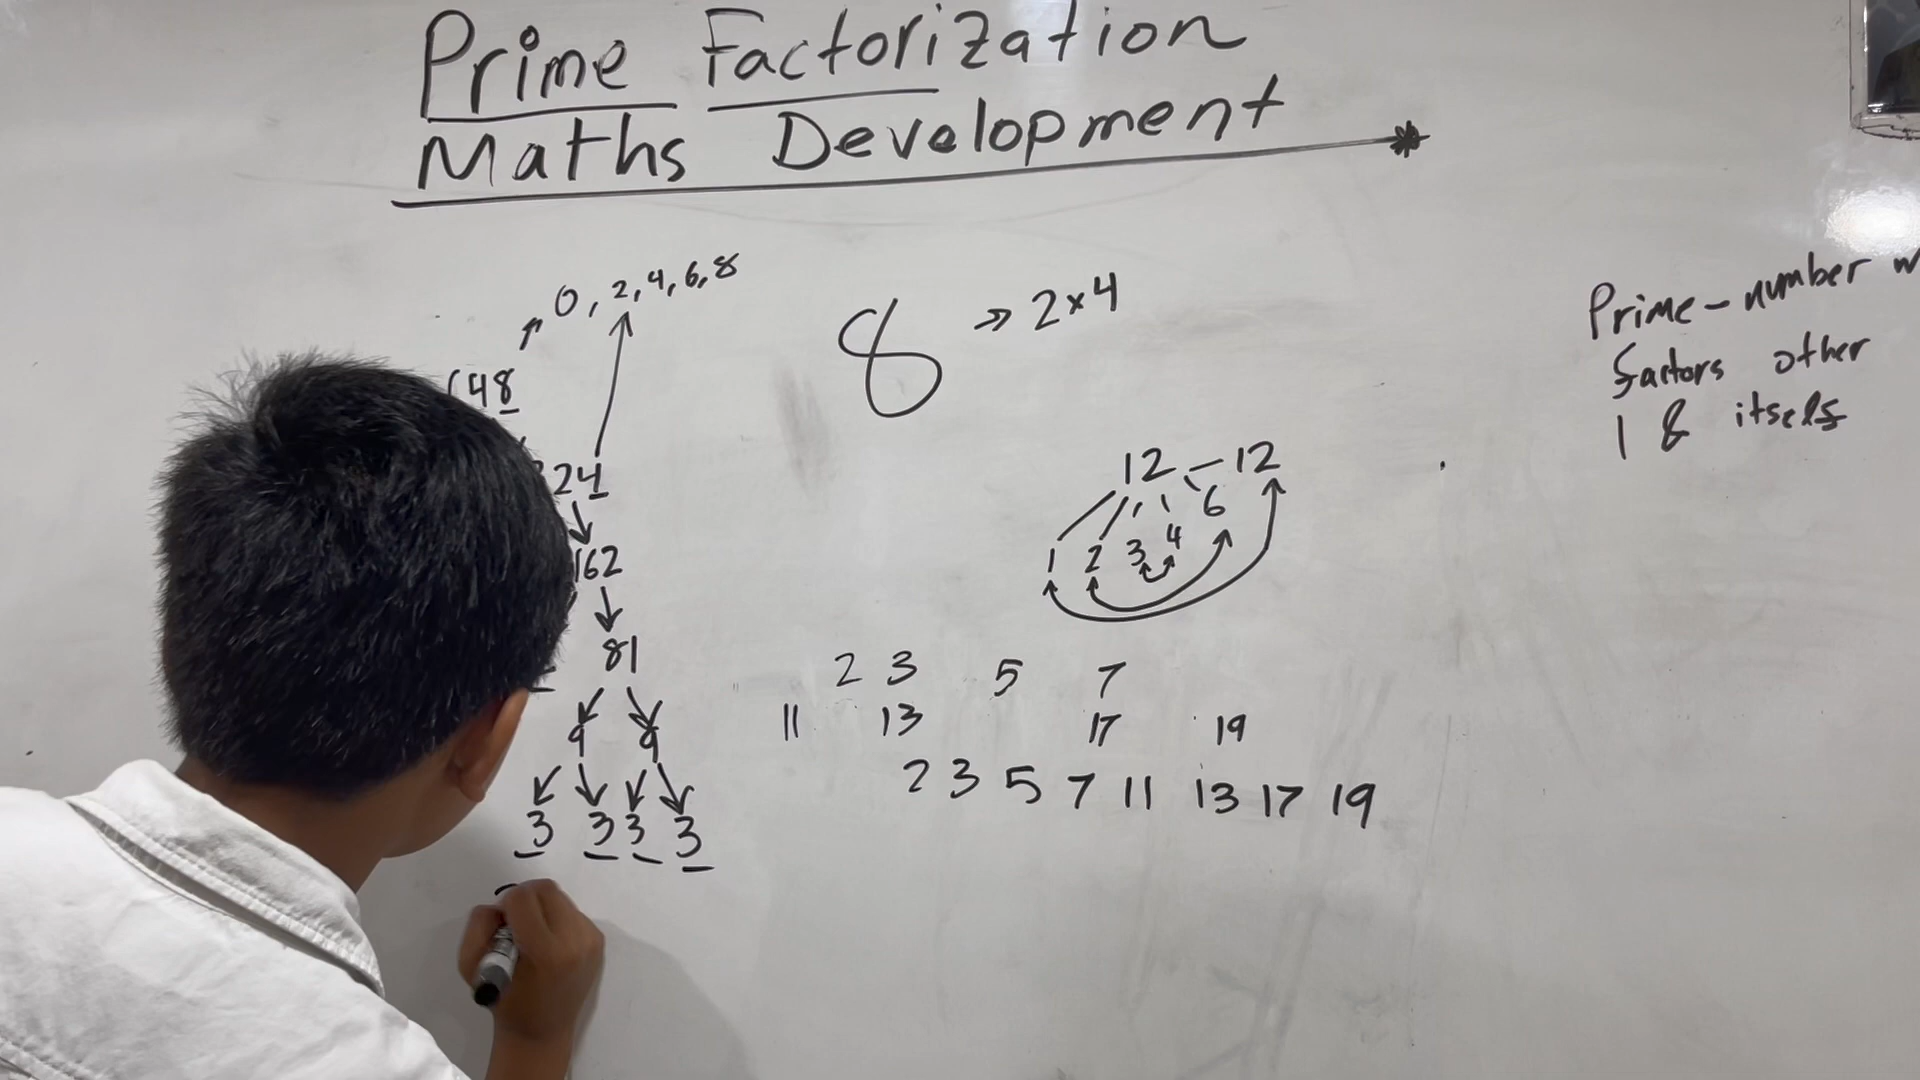 Prime Factorization
Maths Development
0, 2, 4, 6, 8
648
324
162
81
9 9
3 3 3 3
8 → 2 × 4
12 12
1 2 3 4 6
2 3 5 7
11 13 17 19
2 3 5 7 11 13 17 19
Prime - number
factors other
1 & itself